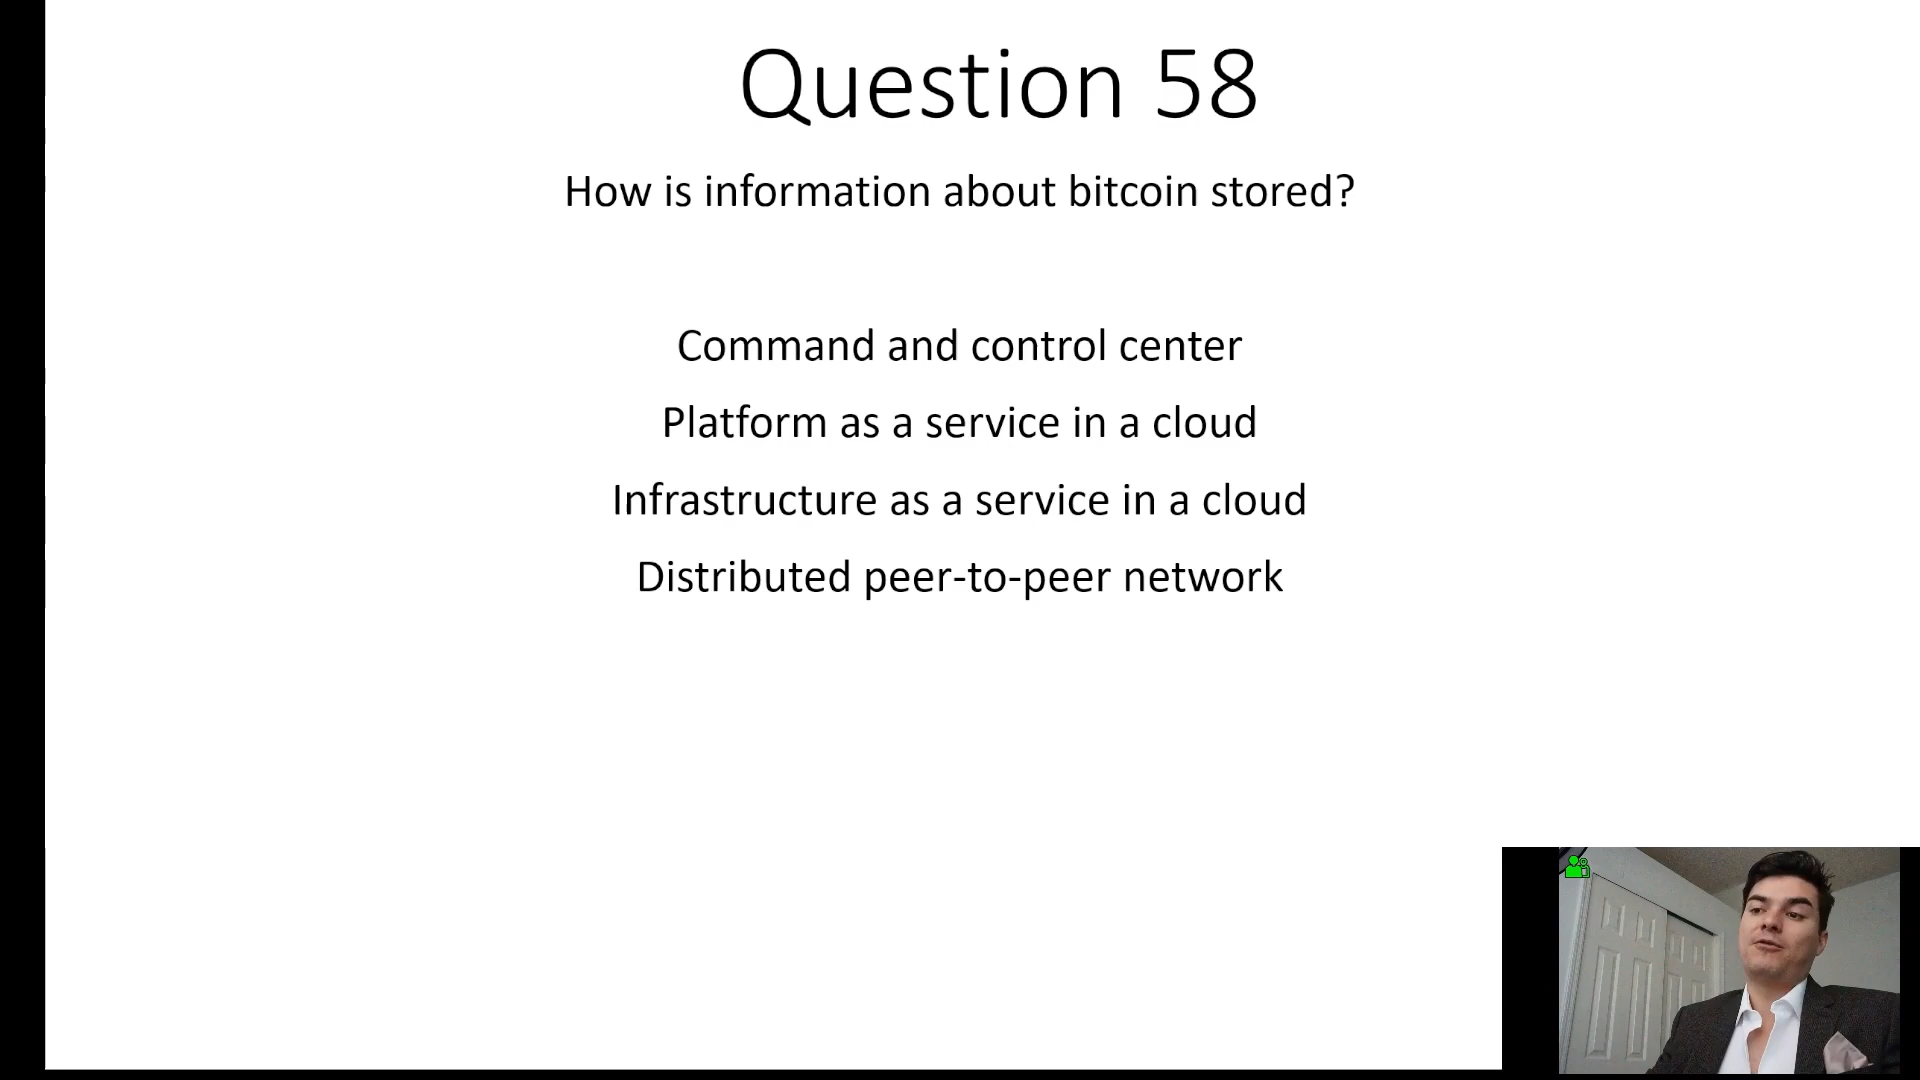 Question 58
How is information about bitcoin stored?
Command and control center
Platform as a service in a cloud
Infrastructure as a service in a cloud
Distributed peer-to-peer network